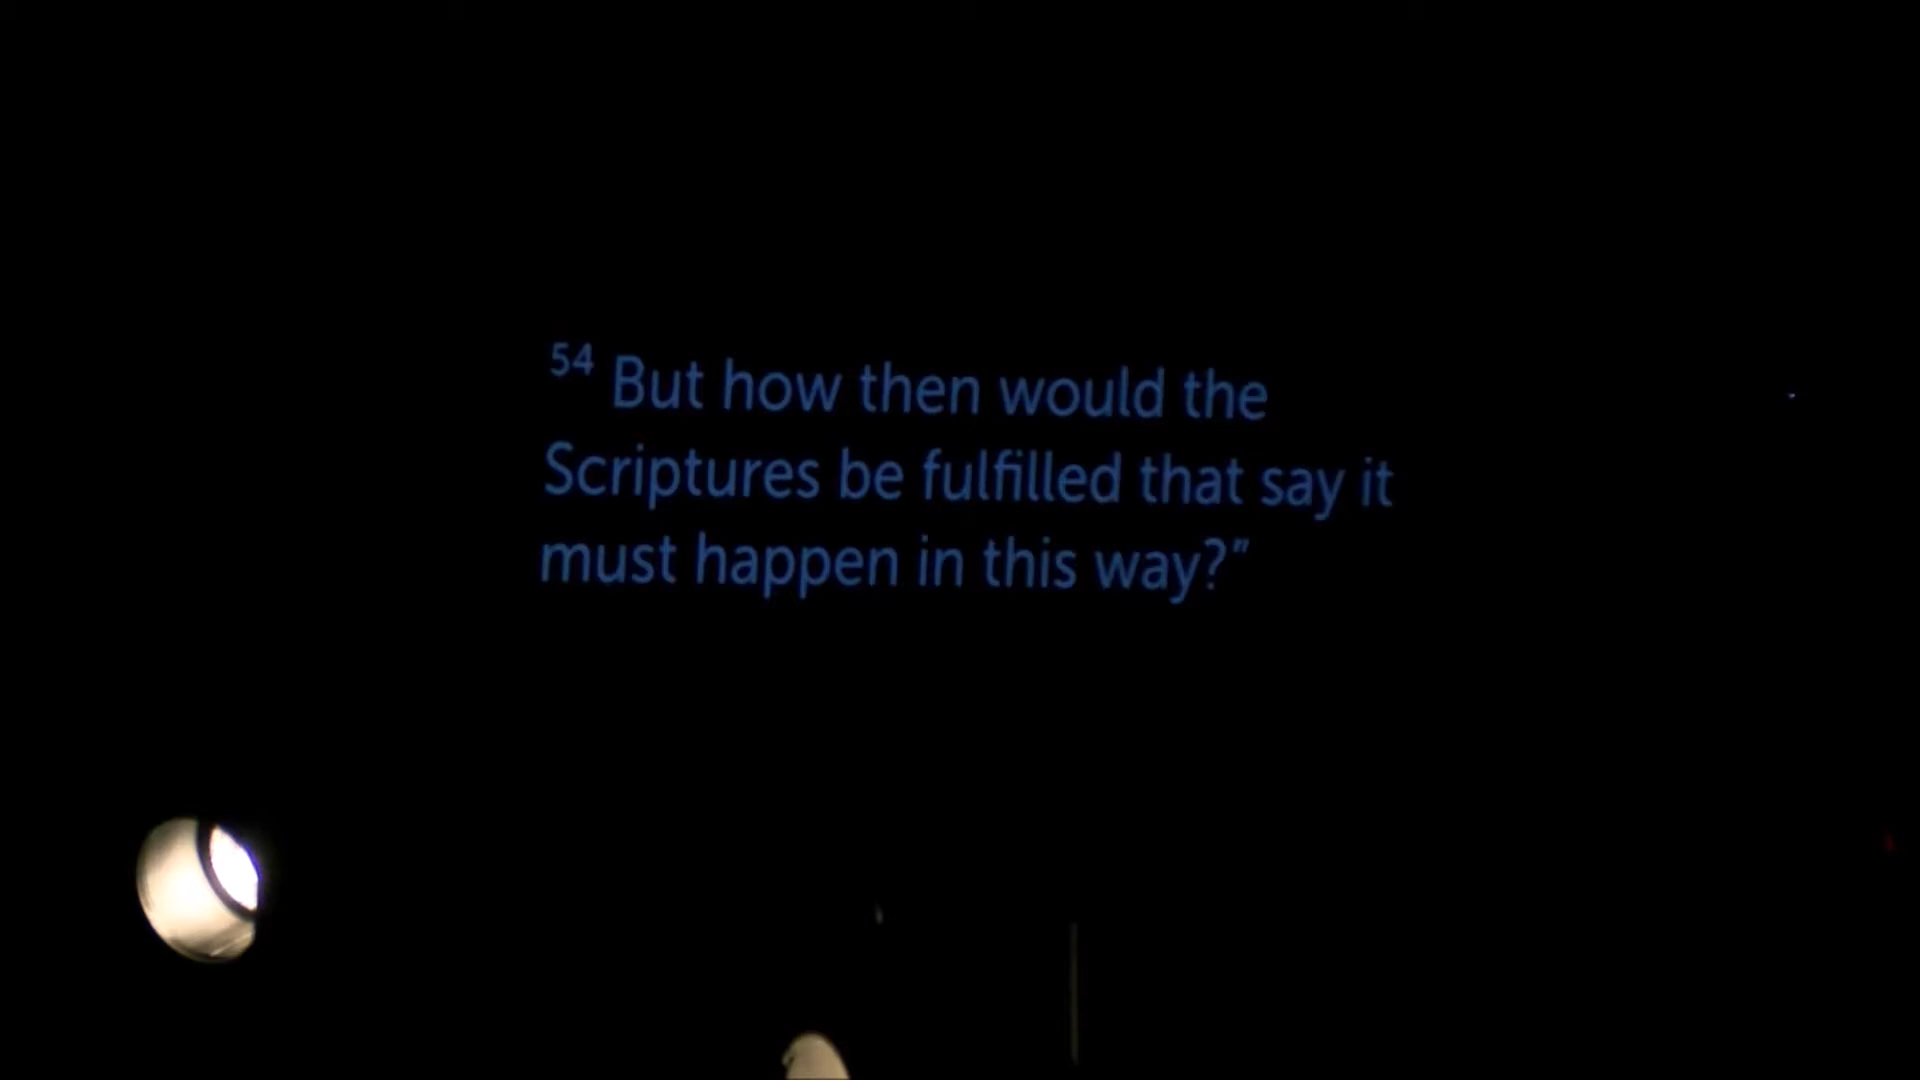 54 But how then would the
Scriptures be fulfilled that say it
must happen in this way?”